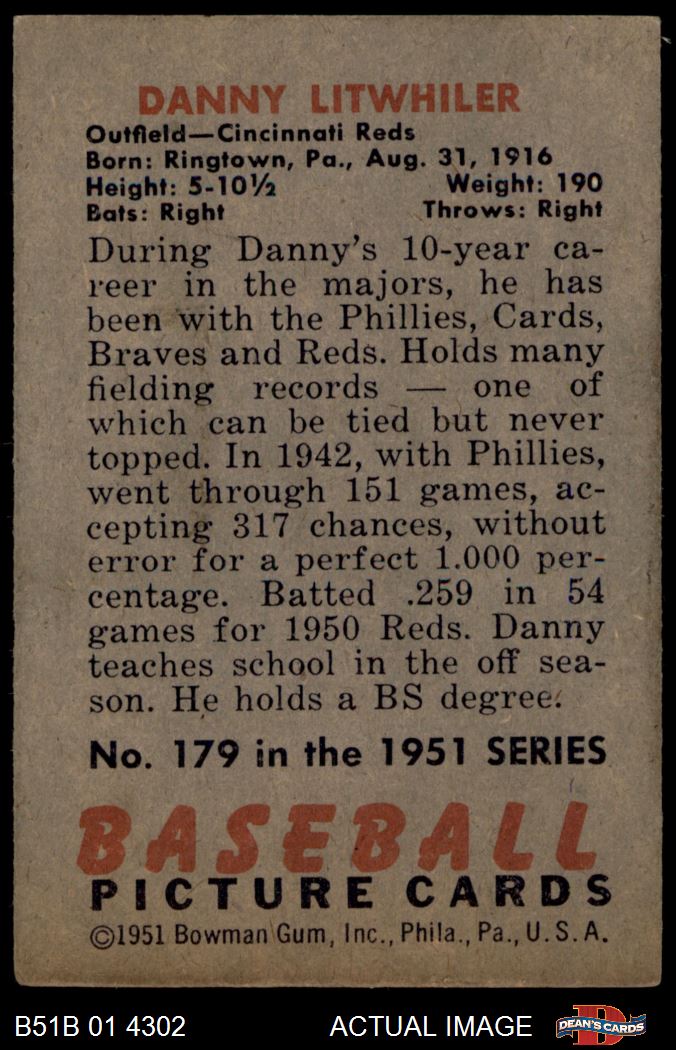 DANNY LITWHILER
Outfield—Cincinnati Reds
Born: Ringtown, Pa., Aug. 31, 1916
Height: 5-10½ Weight: 190
Bats: Right Throws: Right
During Danny's 10-year ca-
reer in the majors, he has
been with the Phillies, Cards,
Braves and Reds. Holds many
fielding records — one of
which can be tied but never
topped. In 1942, with Phillies,
went through 151 games, ac-
cepting 317 chances, without
error for a perfect 1.000 per-
centage. Batted .259 in 54
games for 1950 Reds. Danny
teaches school in the off sea-
son. He holds a BS degree.
No. 179 in the 1951 SERIES
BASEBALL
PICTURE CARDS
©1951 Bowman Gum, Inc., Phila., Pa., U.S.A.
B51B 01 4302 ACTUAL IMAGE D DEAN'S CARDS